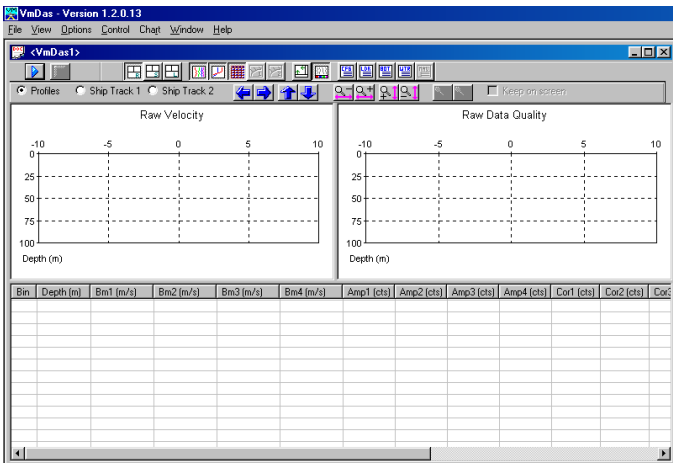 VmDas - Version 1.2.0.13
File View Options Control Chart Window Help
<VmDas1>
Profiles Ship Track 1 Ship Track 2 Keep on screen
Raw Velocity
-10 -5 0 5 10
0
25
50
75
100
Depth (m)
Raw Data Quality
-10 -5 0 5 10
0
25
50
75
100
Depth (m)
Bin Depth (m) Bm1 (m/s) Bm2 (m/s) Bm3 (m/s) Bm4 (m/s) Amp1 (cts) Amp2 (cts) Amp3 (cts) Amp4 (cts) Cor1 (cts) Cor2 (cts) Cor3